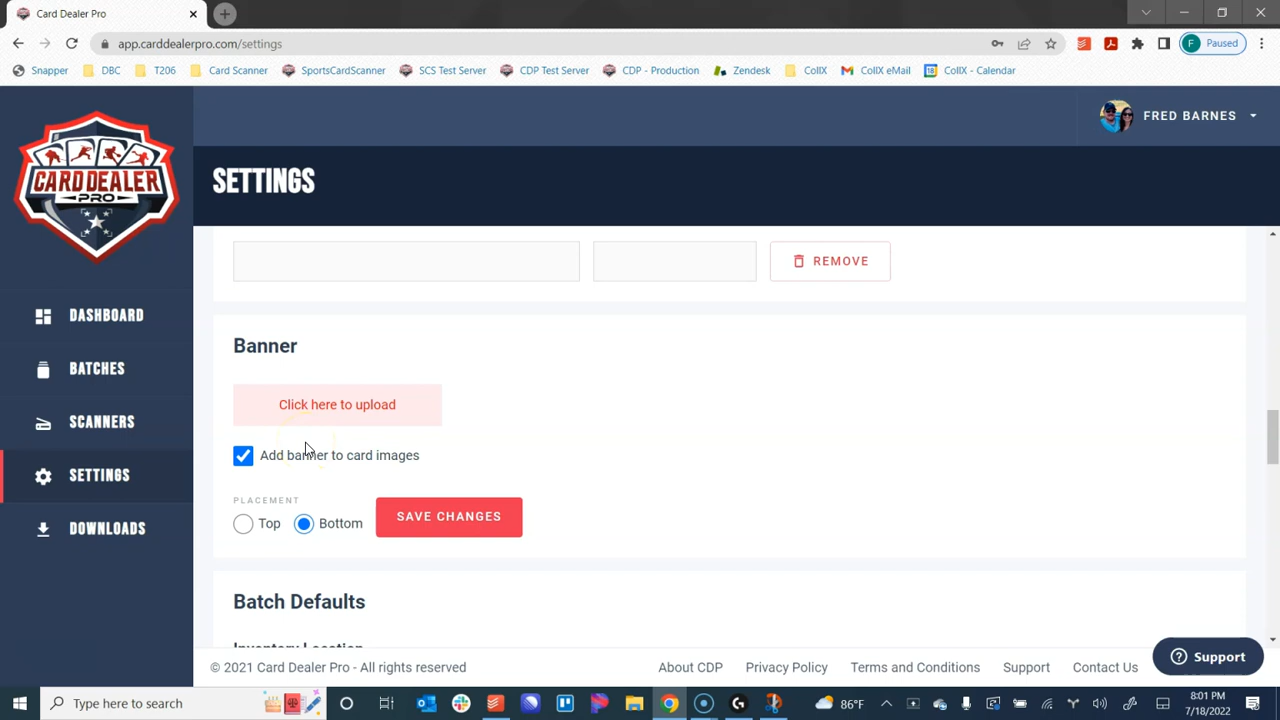 Card Dealer Pro
app.carddealerpro.com/settings
F Paused
Snapper DBC T206 Card Scanner SportsCardScanner SCS Test Server CDP Test Server CDP - Production Zendesk CollX CollX eMail CollX - Calendar
FRED BARNES
CARD DEALER
PRO
SETTINGS
REMOVE
DASHBOARD
Banner
BATCHES
Click here to upload
SCANNERS
Add banner to card images
SETTINGS
PLACEMENT
Top Bottom SAVE CHANGES
DOWNLOADS
Batch Defaults
Inventory Location
Support
© 2021 Card Dealer Pro - All rights reserved About CDP Privacy Policy Terms and Conditions Support Contact Us
Type here to search
86°F
8:01 PM
7/18/2022